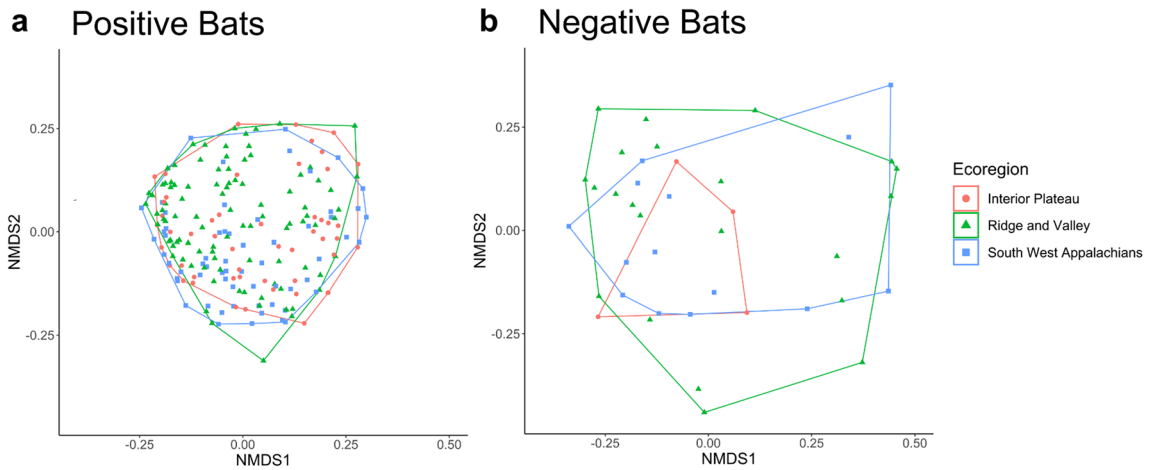 a Positive Bats
b Negative Bats
NMDS2
0.25
0.00
-0.25
-0.25 0.00 0.25 0.50
NMDS1
NMDS2
0.25
0.00
-0.25
-0.25 0.00 0.25 0.50
NMDS1
Ecoregion
Interior Plateau
Ridge and Valley
South West Appalachians